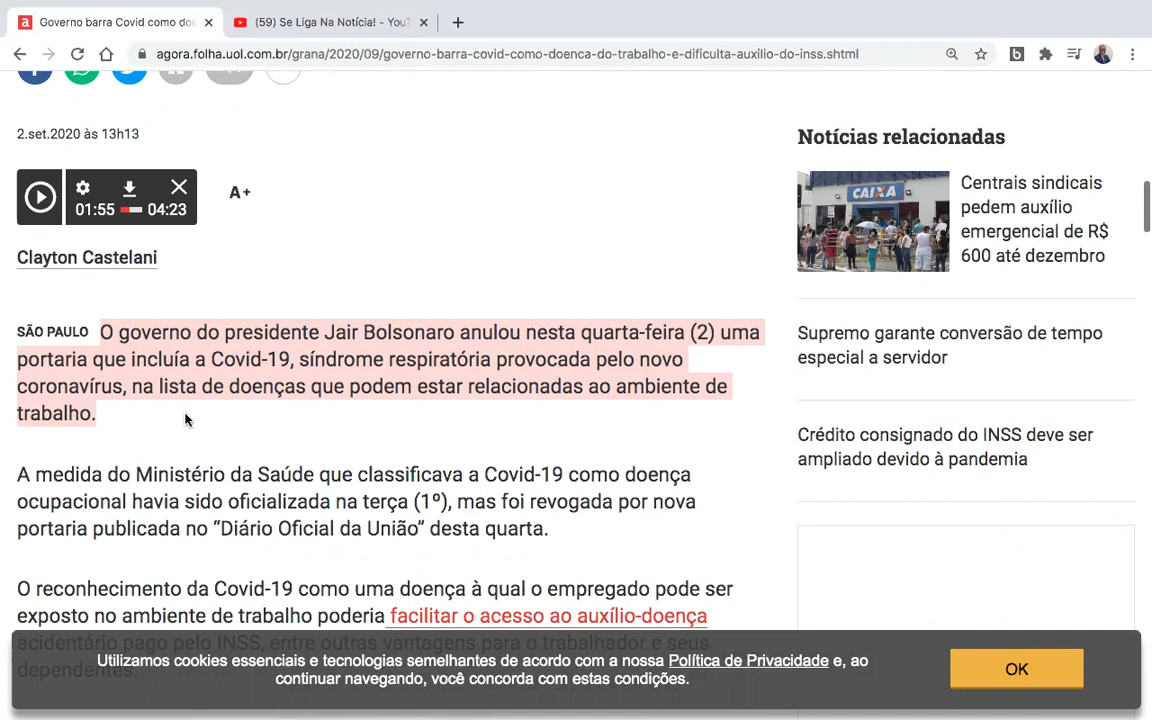 Governo barra Covid como do
(59) Se Liga Na Notícia! - You
agora.folha.uol.com.br/grana/2020/09/governo-barra-covid-como-doenca-do-trabalho-e-dificulta-auxilio-do-inss.shtml
2.set.2020 às 13h13
01:55 04:23
A+
Clayton Castelani
SÃO PAULO O governo do presidente Jair Bolsonaro anulou nesta quarta-feira (2) uma
portaria que incluía a Covid-19, síndrome respiratória provocada pelo novo
coronavírus, na lista de doenças que podem estar relacionadas ao ambiente de
trabalho.
A medida do Ministério da Saúde que classificava a Covid-19 como doença
ocupacional havia sido oficializada na terça (1º), mas foi revogada por nova
portaria publicada no “Diário Oficial da União” desta quarta.
O reconhecimento da Covid-19 como uma doença à qual o empregado pode ser
exposto no ambiente de trabalho poderia facilitar o acesso ao auxílio-doença
acidentário pago pelo INSS, entre outras vantagens para o trabalhador e seus
dependentes.
Notícias relacionadas
CAIXA
Centrais sindicais
pedem auxílio
emergencial de R$
600 até dezembro
Supremo garante conversão de tempo
especial a servidor
Crédito consignado do INSS deve ser
ampliado devido à pandemia
Utilizamos cookies essenciais e tecnologias semelhantes de acordo com a nossa Política de Privacidade e, ao
continuar navegando, você concorda com estas condições.
OK